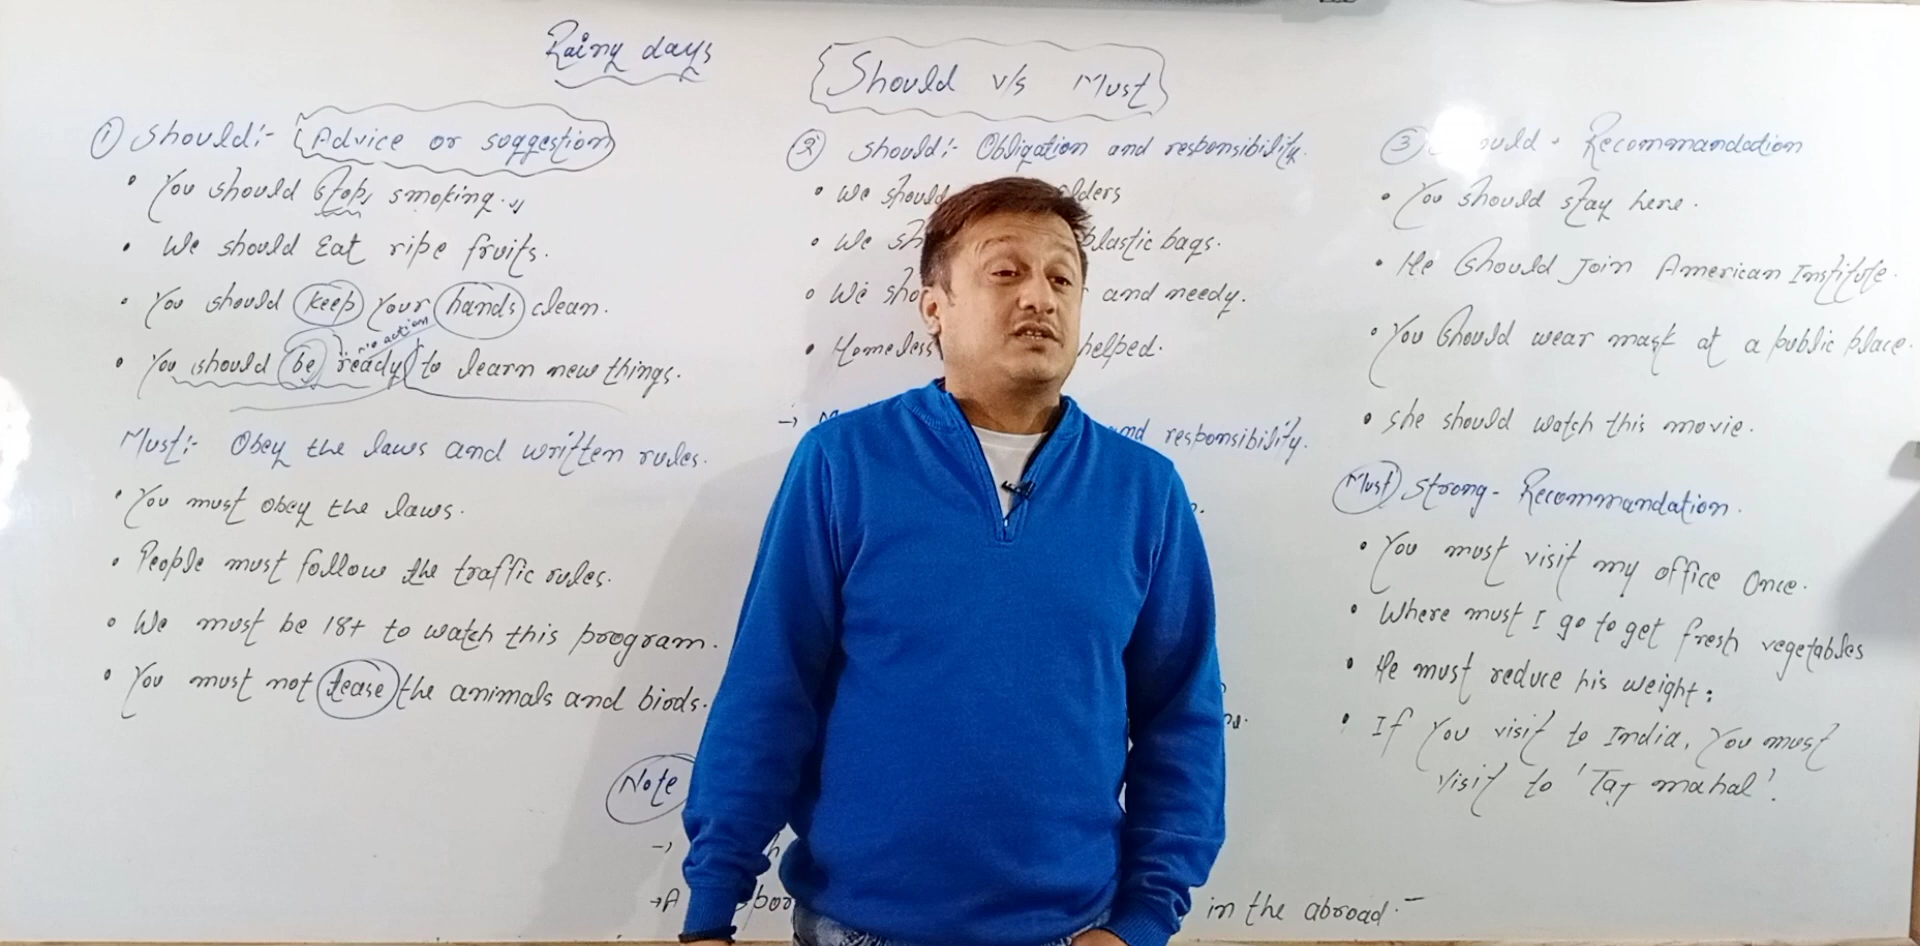 Rainy days
Should v/s Must
① Should:- Advice or soggestion
• You should stop smoking.
• We should Eat ripe fruits.
• You should keep your hands clean.
no action
• You should be ready to learn new things.
Must:- Obey the laws and written rules.
• You must obey the laws.
• People must follow the traffic rules.
• We must be 18+ to watch this program.
• You must not tease the animals and birds.
② should:- Obligation and responsibility.
• We should elders
• We plastic bags.
• We and needy.
• Homeless helped.
→ and responsibility.
③ Should - Recommandation
• You should stay here.
• He Should Join American Institute.
• You Should wear mask at a public place.
• She should watch this movie.
Must Strong - Recommandation.
• You must visit my office Once.
• Where must I go to get fresh vegetables
• He must reduce his weight:
• If you visit to India, You must
visit to 'Taj mahal'.
Note
→ A in the abroad.-